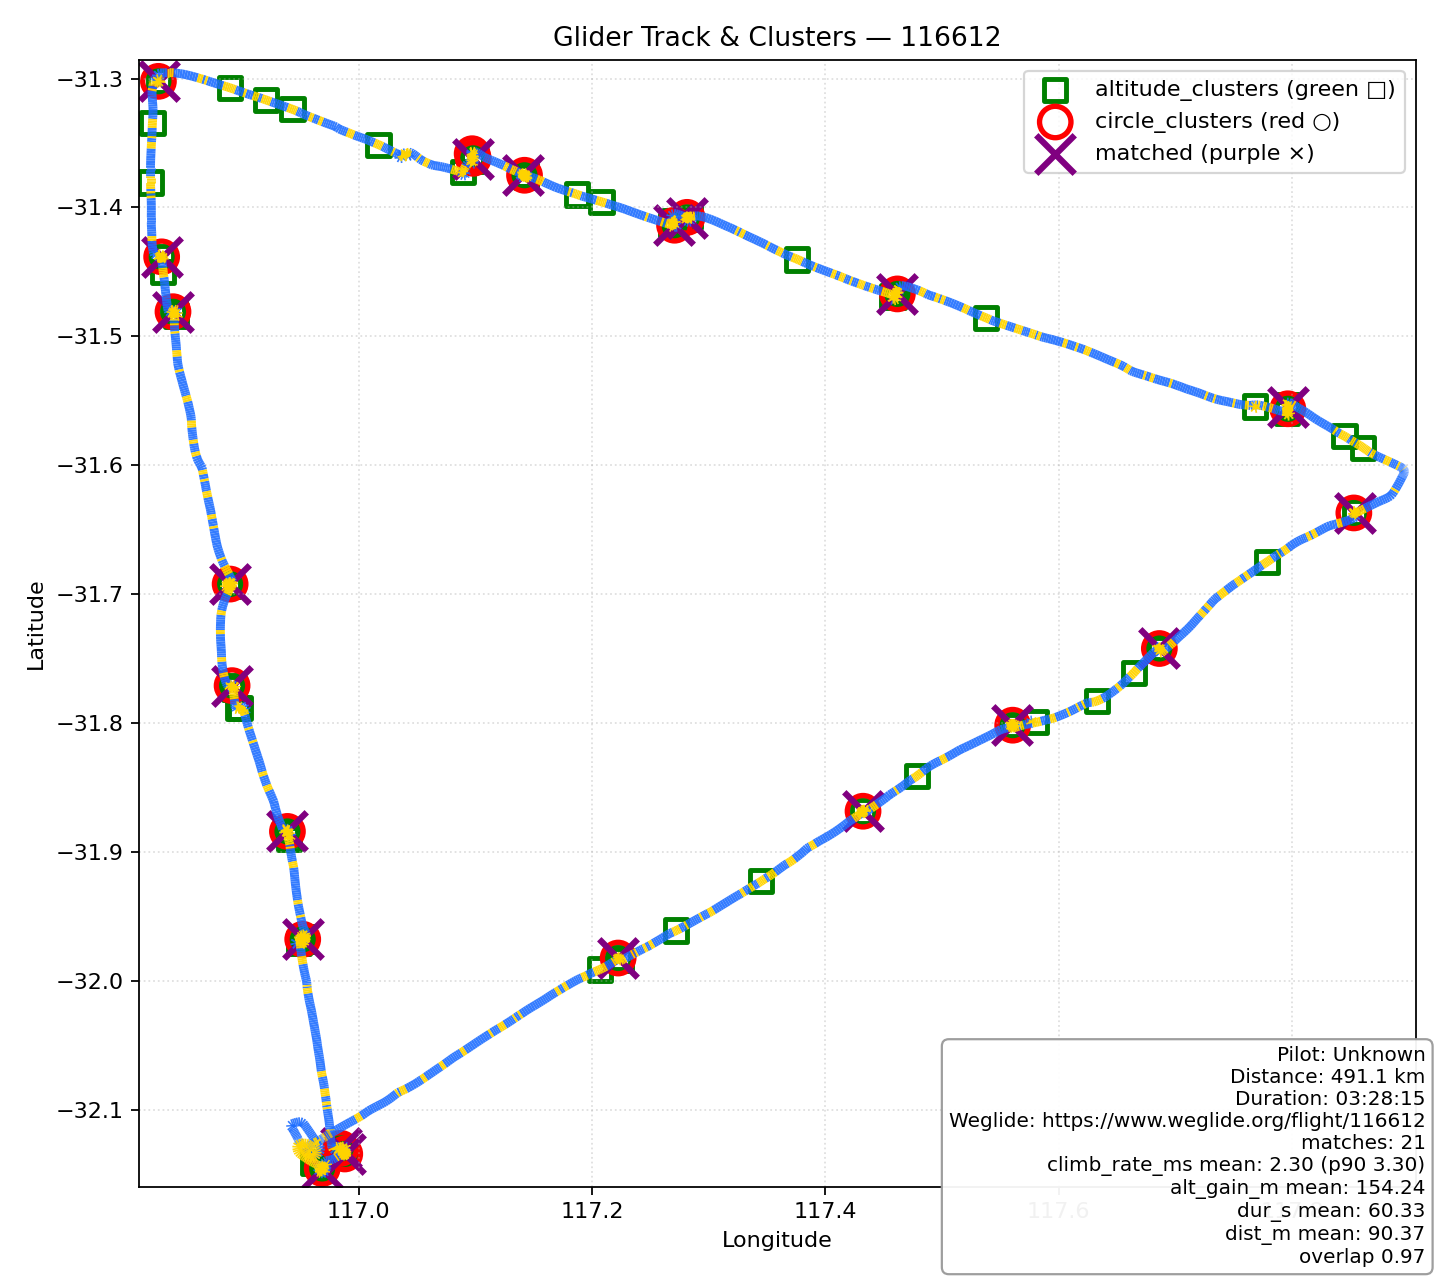 Glider Track & Clusters — 116612
altitude_clusters (green □)
circle_clusters (red ○)
matched (purple ×)
−31.3
−31.4
−31.5
−31.6
−31.7
−31.8
−31.9
−32.0
−32.1
Latitude
117.0
117.2
117.4
117.6
Longitude
Pilot: Unknown
Distance: 491.1 km
Duration: 03:28:15
Weglide: https://www.weglide.org/flight/116612
matches: 21
climb_rate_ms mean: 2.30 (p90 3.30)
alt_gain_m mean: 154.24
dur_s mean: 60.33
dist_m mean: 90.37
overlap 0.97